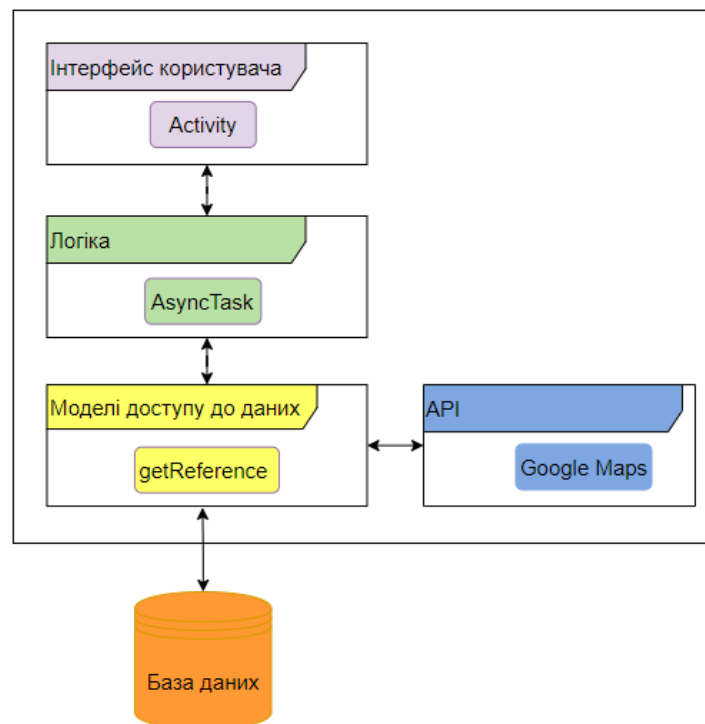 Інтерфейс користувача
Activity
Логіка
AsyncTask
Моделі доступу до даних
getReference
API
Google Maps
База даних